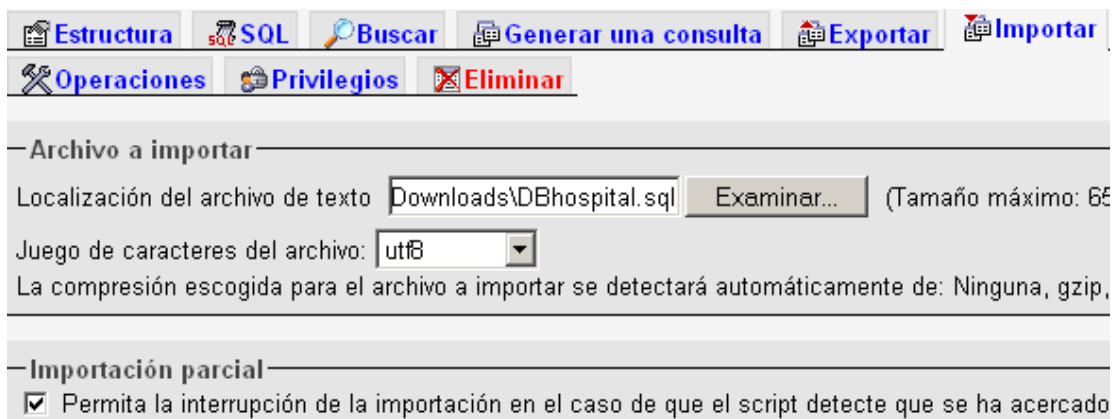 Estructura SQL Buscar Generar una consulta Exportar Importar
Operaciones Privilegios Eliminar
Archivo a importar
Localización del archivo de texto Downloads\DBhospital.sql Examinar... (Tamaño máximo: 65
Juego de caracteres del archivo: utf8
La compresión escogida para el archivo a importar se detectará automáticamente de: Ninguna, gzip,
Importación parcial
Permita la interrupción de la importación en el caso de que el script detecte que se ha acercado